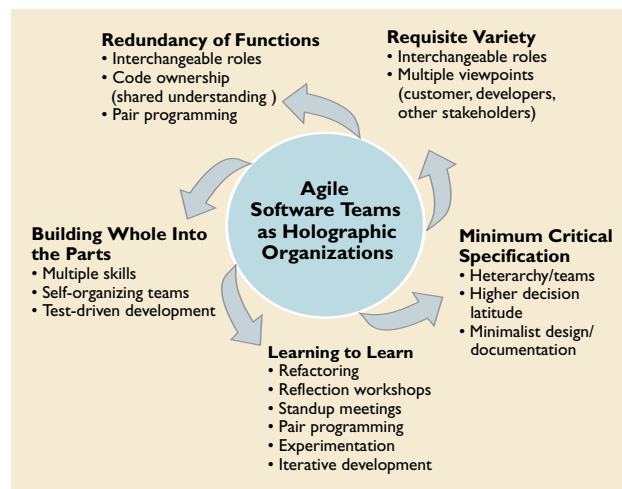 Redundancy of Functions
• Interchangeable roles
• Code ownership
(shared understanding )
• Pair programming
Requisite Variety
• Interchangeable roles
• Multiple viewpoints
(customer, developers,
other stakeholders)
Agile
Software Teams
as Holographic
Organizations
Building Whole Into
the Parts
• Multiple skills
• Self-organizing teams
• Test-driven development
Minimum Critical
Specification
• Heterarchy/teams
• Higher decision
latitude
• Minimalist design/
documentation
Learning to Learn
• Refactoring
• Reflection workshops
• Standup meetings
• Pair programming
• Experimentation
• Iterative development